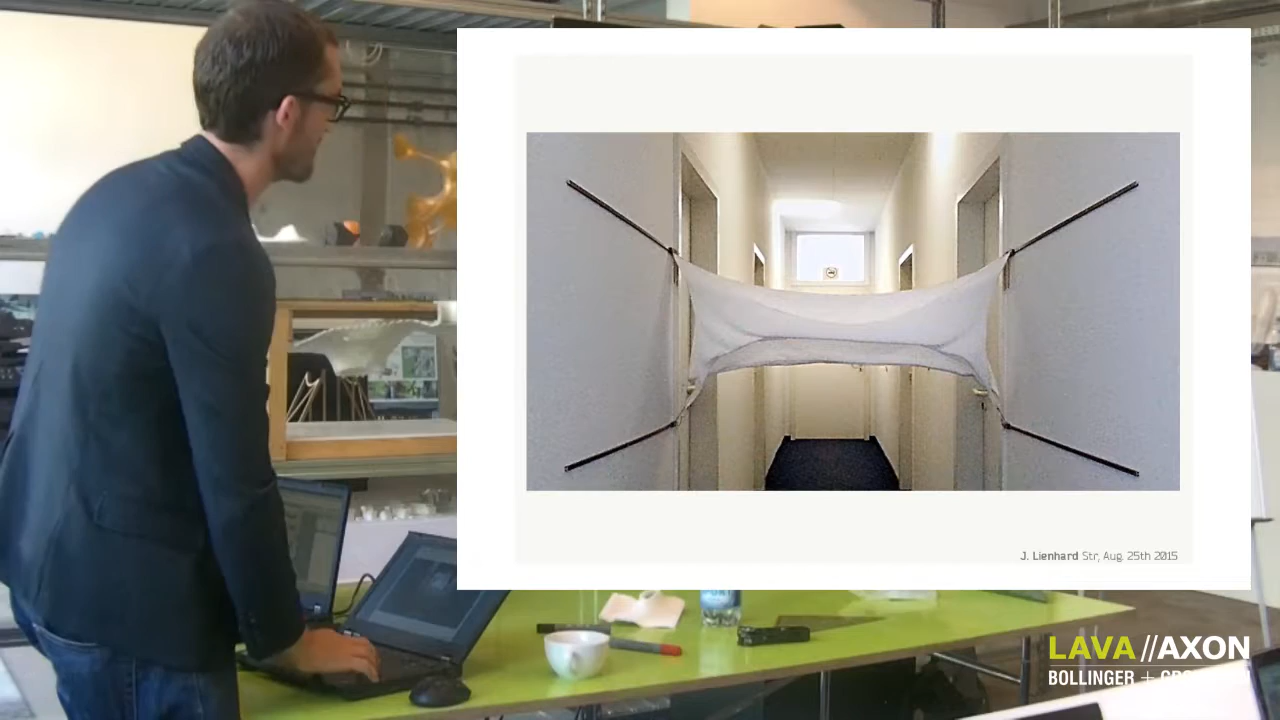 J. Lienhard Str, Aug. 25th 2015
LAVA //AXON
BOLLINGER +